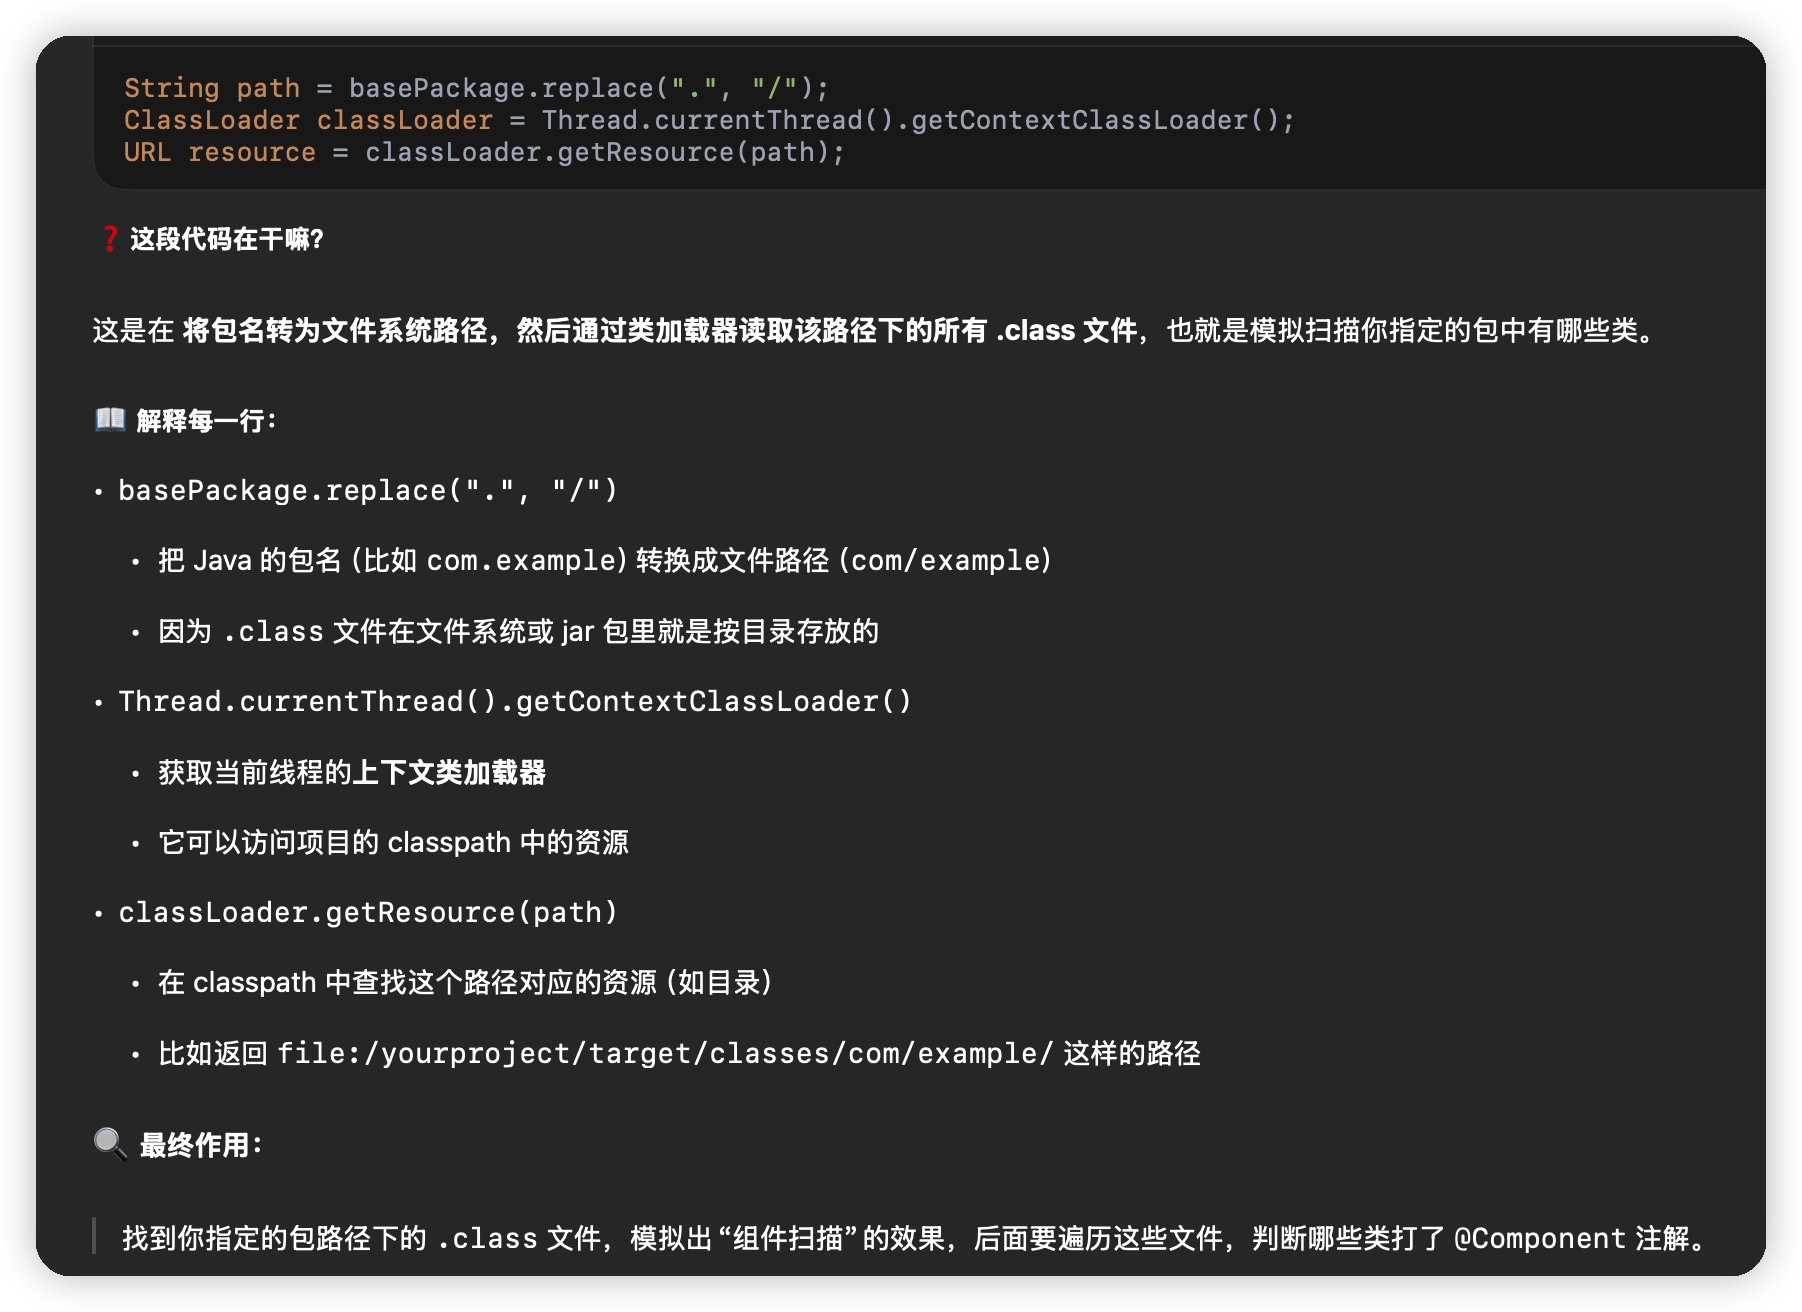 String path = basePackage.replace(".", "/");
ClassLoader classLoader = Thread.currentThread().getContextClassLoader();
URL resource = classLoader.getResource(path);
❓ 这段代码在干嘛？
这是在 将包名转为文件系统路径，然后通过类加载器读取该路径下的所有 .class 文件，也就是模拟扫描你指定的包中有哪些类。
📖 解释每一行：
• basePackage.replace(".", "/")
• 把 Java 的包名（比如 com.example）转换成文件路径（com/example）
• 因为 .class 文件在文件系统或 jar 包里就是按目录存放的
• Thread.currentThread().getContextClassLoader()
• 获取当前线程的上下文类加载器
• 它可以访问项目的 classpath 中的资源
• classLoader.getResource(path)
• 在 classpath 中查找这个路径对应的资源（如目录）
• 比如返回 file:/yourproject/target/classes/com/example/ 这样的路径
🔍 最终作用：
找到你指定的包路径下的 .class 文件，模拟出“组件扫描”的效果，后面要遍历这些文件，判断哪些类打了 @Component 注解。